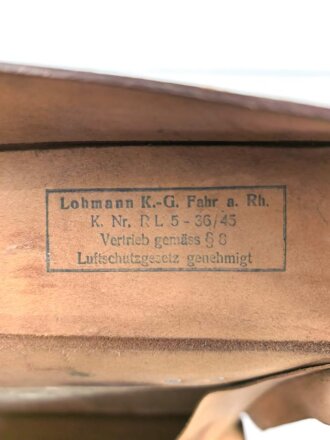 Lohmann K.-G. Fahr a. Rh.
K. Nr. R L 5 - 36/45
Vertrieb gemäss § 8
Luftschutzgesetz genehmigt